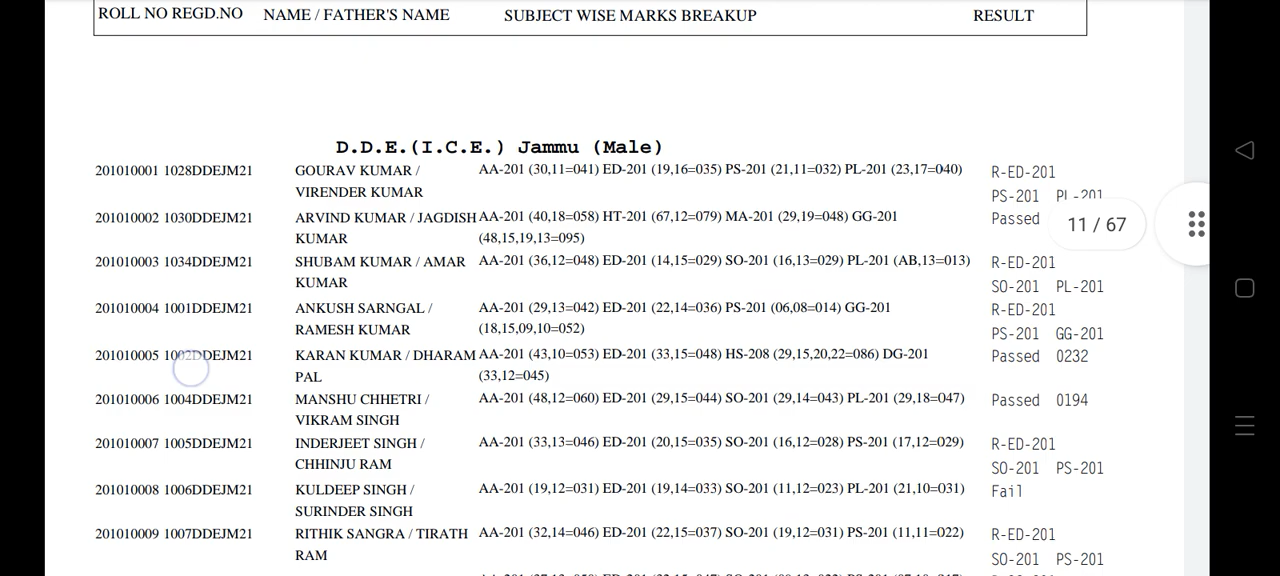 ROLL NO REGD.NO NAME / FATHER'S NAME SUBJECT WISE MARKS BREAKUP RESULT
D.D.E.(I.C.E.) Jammu (Male)
201010001 1028DDEJM21 GOURAV KUMAR / AA-201 (30,11=041) ED-201 (19,16=035) PS-201 (21,11=032) PL-201 (23,17=040) R-ED-201
VIRENDER KUMAR PS-201 PL-201
201010002 1030DDEJM21 ARVIND KUMAR / JAGDISH AA-201 (40,18=058) HT-201 (67,12=079) MA-201 (29,19=048) GG-201 Passed
11 / 67
KUMAR (48,15,19,13=095)
201010003 1034DDEJM21 SHUBAM KUMAR / AMAR AA-201 (36,12=048) ED-201 (14,15=029) SO-201 (16,13=029) PL-201 (AB,13=013) R-ED-201
KUMAR SO-201 PL-201
201010004 1001DDEJM21 ANKUSH SARNGAL / AA-201 (29,13=042) ED-201 (22,14=036) PS-201 (06,08=014) GG-201 R-ED-201
RAMESH KUMAR (18,15,09,10=052) PS-201 GG-201
201010005 1002DDEJM21 KARAN KUMAR / DHARAM AA-201 (43,10=053) ED-201 (33,15=048) HS-208 (29,15,20,22=086) DG-201 Passed 0232
PAL (33,12=045)
201010006 1004DDEJM21 MANSHU CHHETRI / AA-201 (48,12=060) ED-201 (29,15=044) SO-201 (29,14=043) PL-201 (29,18=047) Passed 0194
VIKRAM SINGH
201010007 1005DDEJM21 INDERJEET SINGH / AA-201 (33,13=046) ED-201 (20,15=035) SO-201 (16,12=028) PS-201 (17,12=029) R-ED-201
CHHINJU RAM SO-201 PS-201
201010008 1006DDEJM21 KULDEEP SINGH / AA-201 (19,12=031) ED-201 (19,14=033) SO-201 (11,12=023) PL-201 (21,10=031) Fail
SURINDER SINGH
201010009 1007DDEJM21 RITHIK SANGRA / TIRATH AA-201 (32,14=046) ED-201 (22,15=037) SO-201 (19,12=031) PS-201 (11,11=022) R-ED-201
RAM SO-201 PS-201